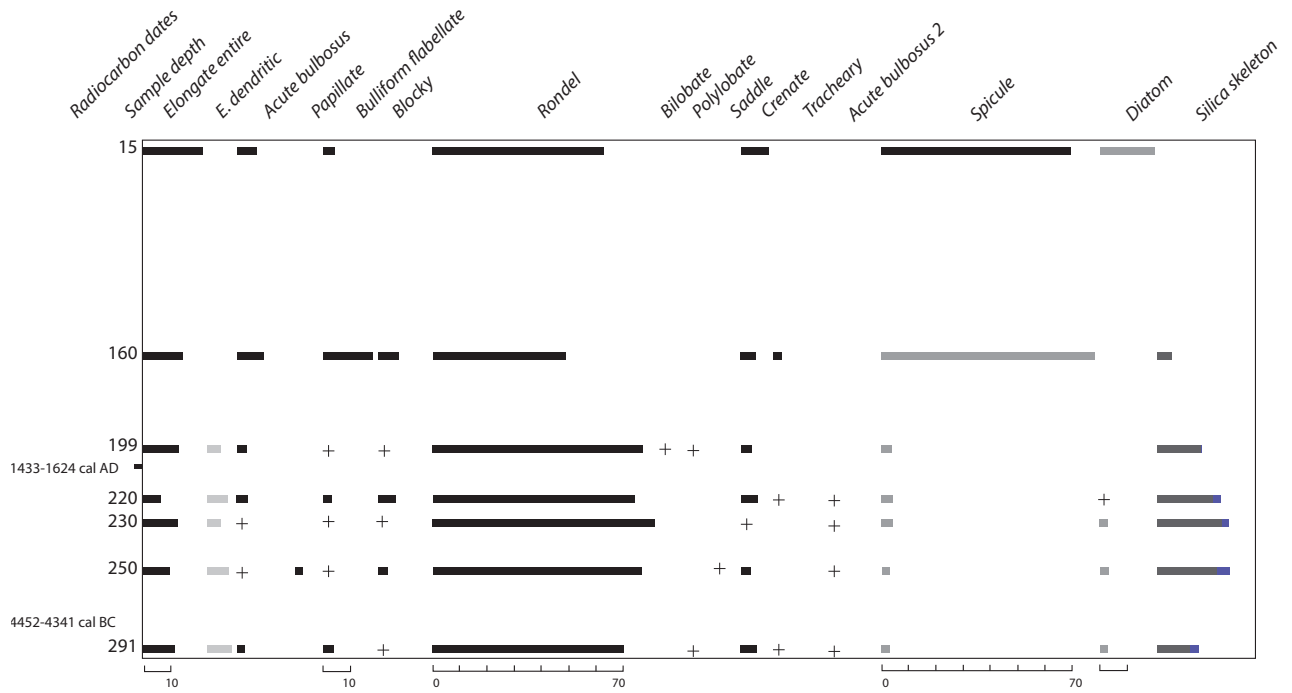 Radiocarbon dates
Sample depth
Elongate entire
E. dendritic
Acute bulbosus
Papillate
Bulliform flabellate
Blocky
Rondel
Bilobate
Polylobate
Saddle
Crenate
Tracheary
Acute bulbosus 2
Spicule
Diatom
Silica skeleton
15
160
199
1433-1624 cal AD
220
230
250
4452-4341 cal BC
291
10 10 0 70 0 70